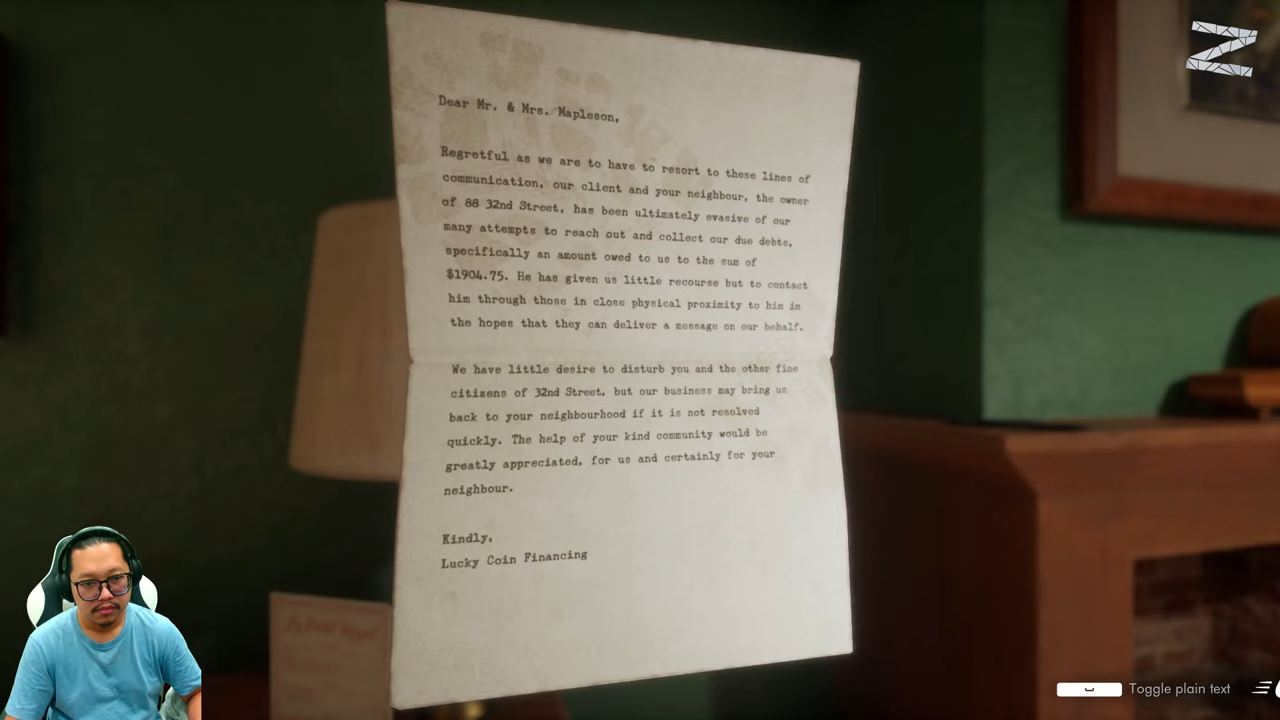 Dear Mr. & Mrs. Mapleson,
Regretful as we are to have to resort to these lines of
communication, our client and your neighbour, the owner
of 88 32nd Street, has been ultimately evasive of our
many attempts to reach out and collect our due debts,
specifically an amount owed to us to the sum of
$1904.75. He has given us little recourse but to contact
him through those in close physical proximity to him in
the hopes that they can deliver a message on our behalf.
We have little desire to disturb you and the other fine
citizens of 32nd Street, but our business may bring us
back to your neighbourhood if it is not resolved
quickly. The help of your kind community would be
greatly appreciated, for us and certainly for your
neighbour.
Kindly,
Lucky Coin Financing
Z
Toggle plain text